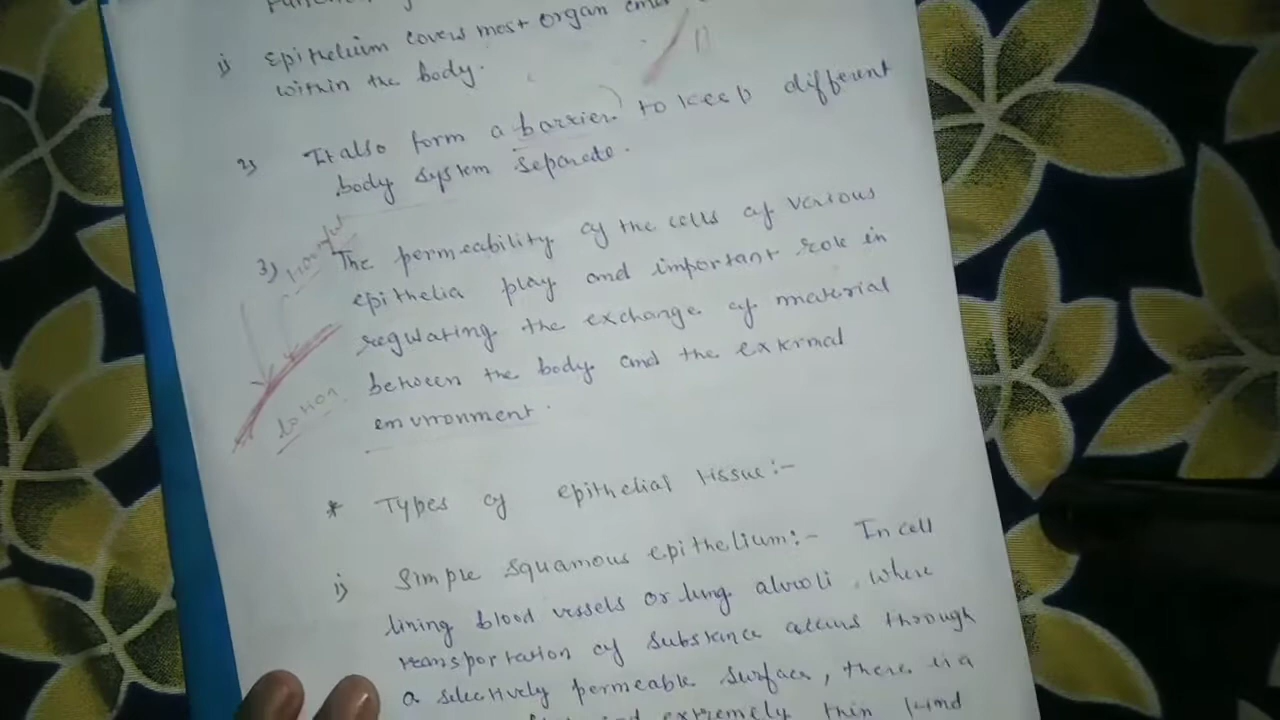 1) Epithelium covers most organ
within the body.
2) It also form a barrier to keep different
body system separate.
3) The permeability of the cells of various
epithelia play and important role in
regulating the exchange of material
between the body and the external
environment.
* Types of epithelial tissue:-
i) Simple squamous epithelium:- In cell
lining blood vessels or lung alveoli, where
transportation of substance occurs through
a selectively permeable surface, there is a
extremely thin kind
lotion